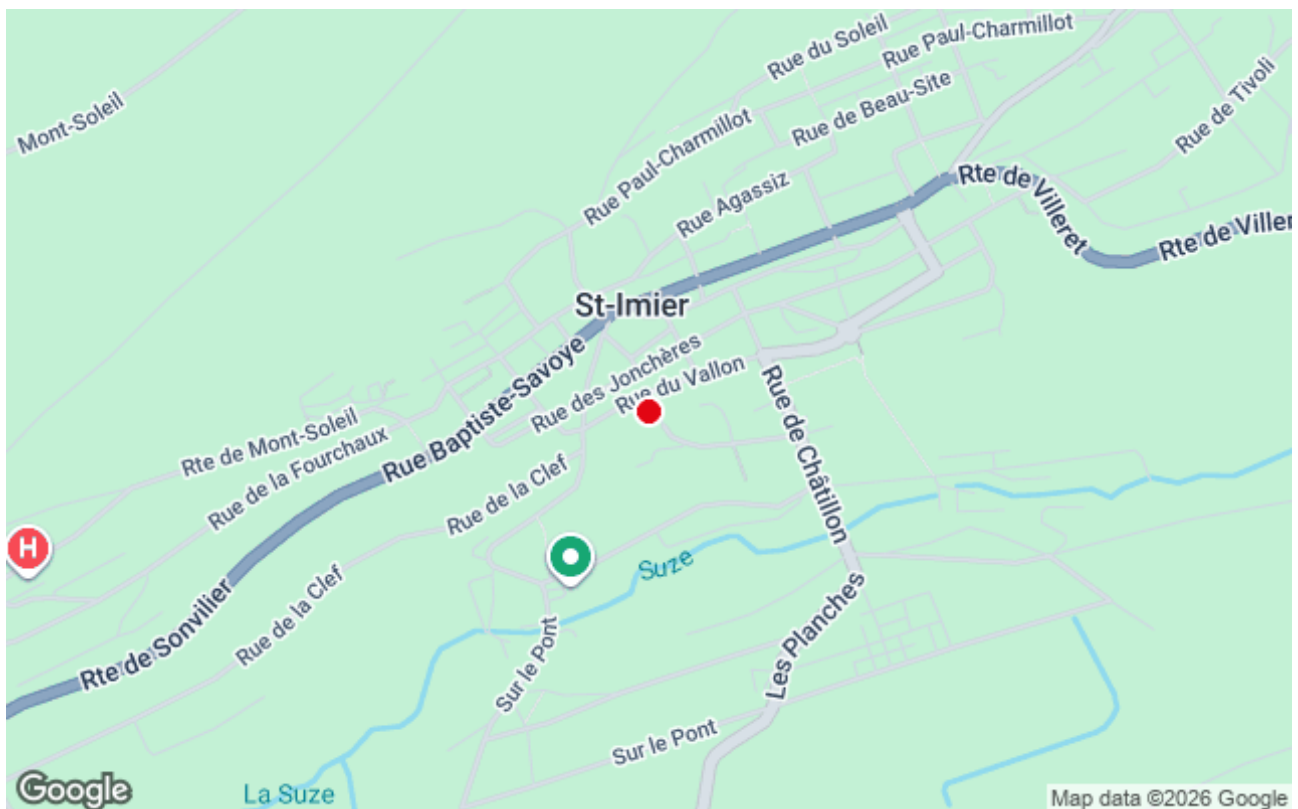 Rue du Soleil
Rue Paul-Charmillot
Mont-Soleil
Rue de Beau-Site
Rue de Tivoli
Rue Paul-Charmillot
Rue Agassiz
Rte de Villeret
Rte de Viller
St-Imier
Rue des Jonchères
Rue du Vallon
Rue Baptiste-Savoye
Rue de Châtillon
Rte de Mont-Soleil
Rue de la Fourchaux
Rue de la Clef
H
Suze
Rue de la Clef
Rte de Sonvilier
Sur le Pont
Les Planches
Sur le Pont
Google
La Suze
Map data ©2026 Google